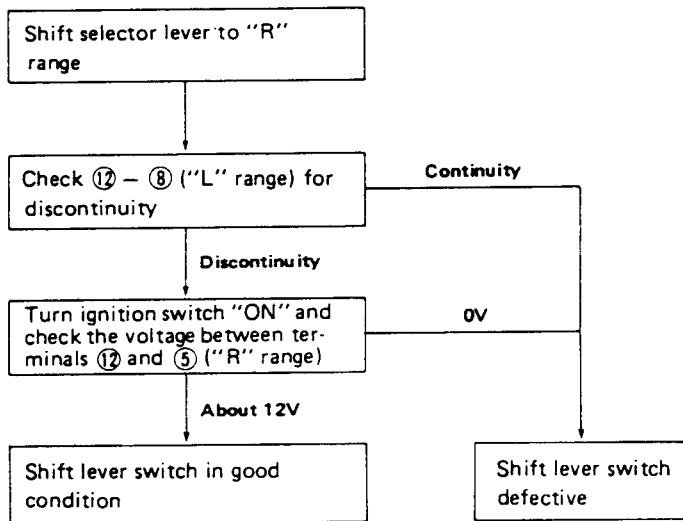 Shift selector lever to "R"
range
Check ⑫ – ⑧ ("L" range) for
discontinuity
Continuity
Discontinuity
Turn ignition switch "ON" and
check the voltage between ter-
minals ⑫ and ⑤ ("R" range)
0V
About 12V
Shift lever switch in good
condition
Shift lever switch
defective